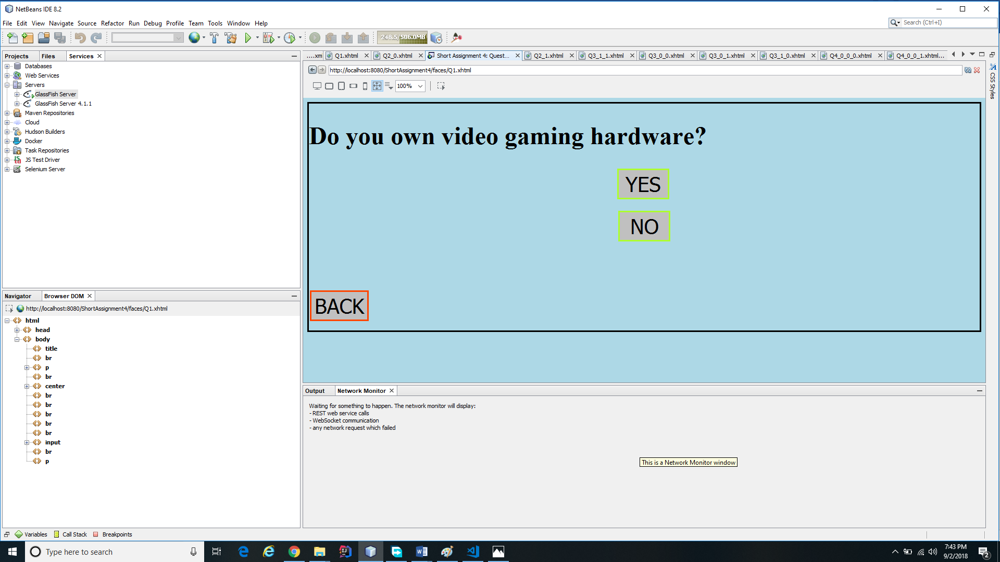 NetBeans IDE 8.2
File Edit View Navigate Source Refactor Run Debug Profile Team Tools Window Help
Search (Ctrl+I)
248.5/506.0MB
Projects Files Services
Databases
Web Services
Servers
GlassFish Server
GlassFish Server 4.1.1
Maven Repositories
Cloud
Hudson Builders
Docker
Task Repositories
JS Test Driver
Selenium Server
....xml Q1.xhtml Q2_0.xhtml Short Assignment 4: Quest... Q2_1.xhtml Q3_1_1.xhtml Q3_0_0.xhtml Q3_0_1.xhtml Q3_1_0.xhtml Q4_0_0_0.xhtml Q4_0_0_1.xhtml...
http://localhost:8080/ShortAssignment4/faces/Q1.xhtml
100%
CSS Styles
Do you own video gaming hardware?
YES
NO
BACK
Navigator Browser DOM
http://localhost:8080/ShortAssignment4/faces/Q1.xhtml
html
head
body
title
br
p
br
center
br
br
br
br
br
input
br
p
Output Network Monitor
Waiting for something to happen. The network monitor will display:
- REST web service calls
- WebSocket communication
- any network request which failed
This is a Network Monitor window
Variables Call Stack Breakpoints
Type here to search
7:43 PM
9/2/2018
2